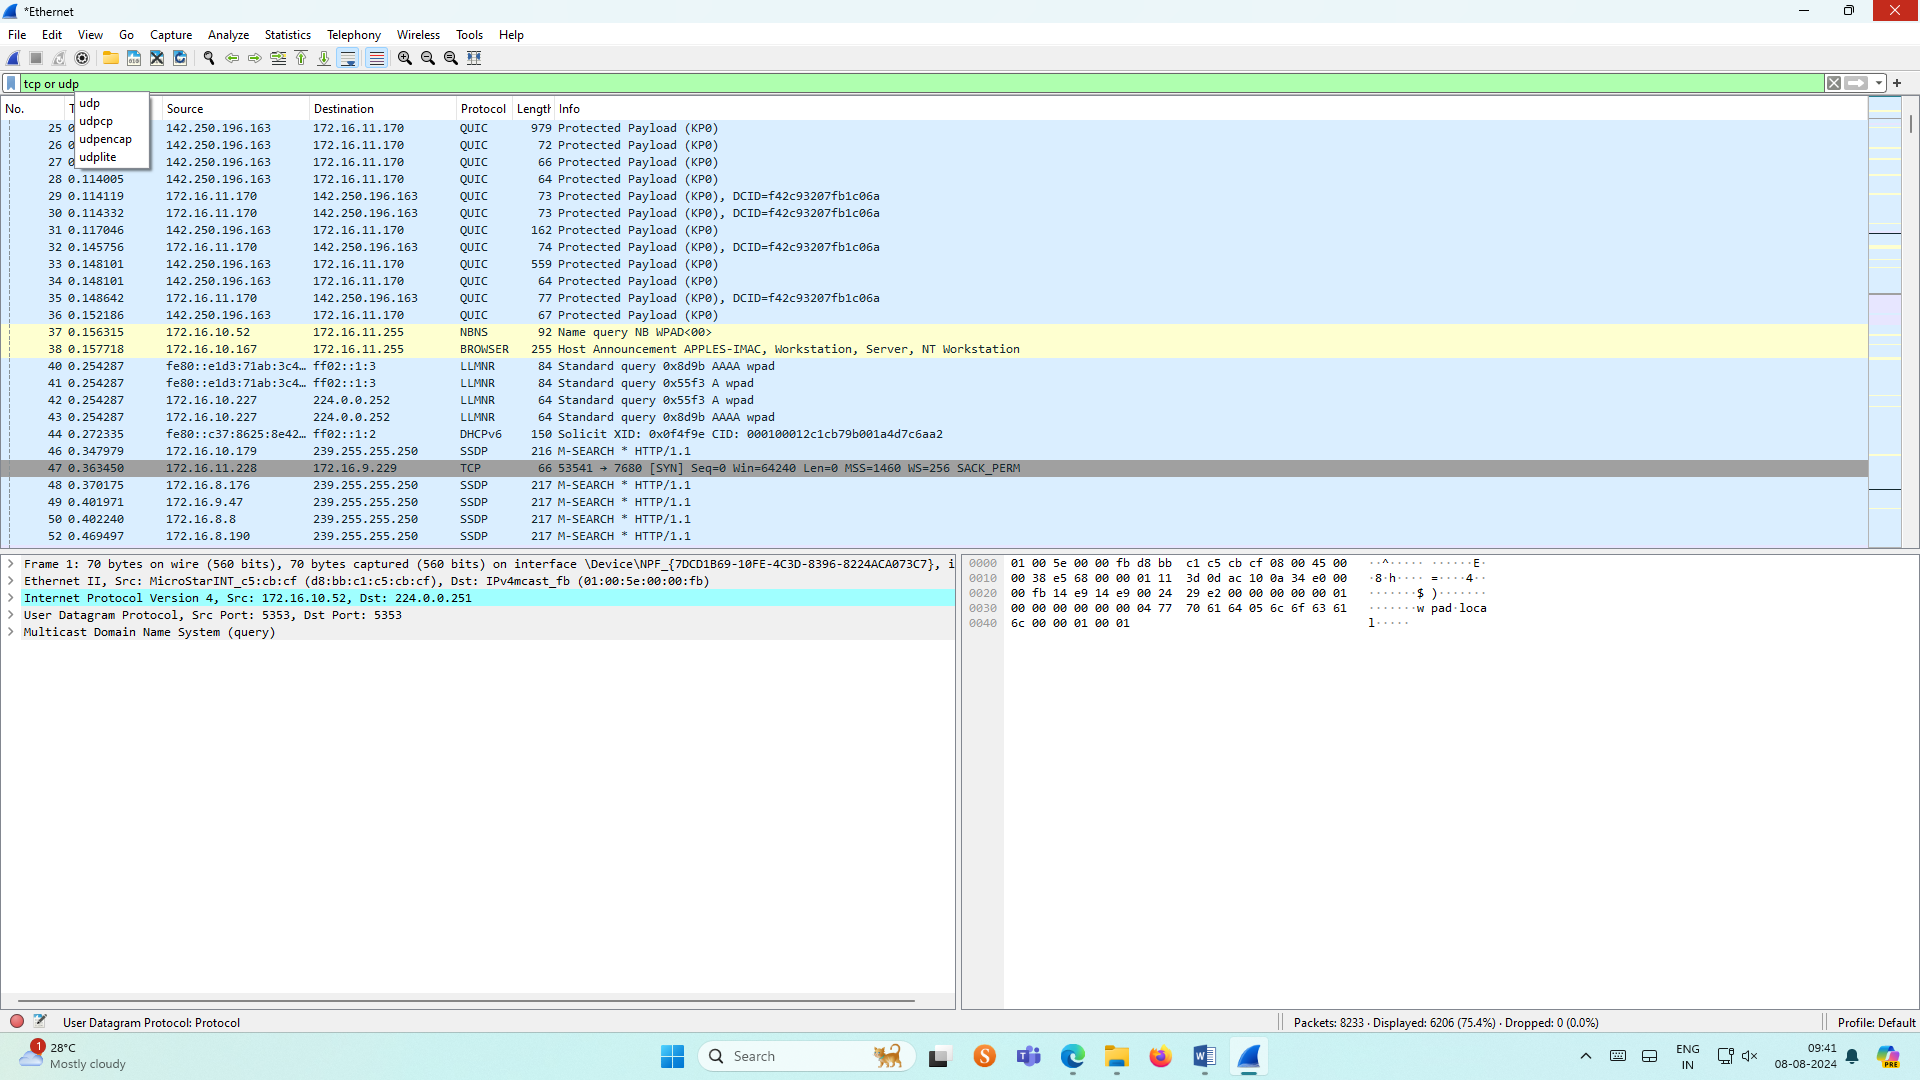 *Ethernet
File Edit View Go Capture Analyze Statistics Telephony Wireless Tools Help
tcp or udp
udp
udpcp
udpencap
udplite
No. T Source Destination Protocol Length Info
25 0 142.250.196.163 172.16.11.170 QUIC 979 Protected Payload (KP0)
26 0 142.250.196.163 172.16.11.170 QUIC 72 Protected Payload (KP0)
27 0 142.250.196.163 172.16.11.170 QUIC 66 Protected Payload (KP0)
28 0.114005 142.250.196.163 172.16.11.170 QUIC 64 Protected Payload (KP0)
29 0.114119 172.16.11.170 142.250.196.163 QUIC 73 Protected Payload (KP0), DCID=f42c93207fb1c06a
30 0.114332 172.16.11.170 142.250.196.163 QUIC 73 Protected Payload (KP0), DCID=f42c93207fb1c06a
31 0.117046 142.250.196.163 172.16.11.170 QUIC 162 Protected Payload (KP0)
32 0.145756 172.16.11.170 142.250.196.163 QUIC 74 Protected Payload (KP0), DCID=f42c93207fb1c06a
33 0.148101 142.250.196.163 172.16.11.170 QUIC 559 Protected Payload (KP0)
34 0.148101 142.250.196.163 172.16.11.170 QUIC 64 Protected Payload (KP0)
35 0.148642 172.16.11.170 142.250.196.163 QUIC 77 Protected Payload (KP0), DCID=f42c93207fb1c06a
36 0.152186 142.250.196.163 172.16.11.170 QUIC 67 Protected Payload (KP0)
37 0.156315 172.16.10.52 172.16.11.255 NBNS 92 Name query NB WPAD<00>
38 0.157718 172.16.10.167 172.16.11.255 BROWSER 255 Host Announcement APPLES-IMAC, Workstation, Server, NT Workstation
40 0.254287 fe80::e1d3:71ab:3c4… ff02::1:3 LLMNR 84 Standard query 0x8d9b AAAA wpad
41 0.254287 fe80::e1d3:71ab:3c4… ff02::1:3 LLMNR 84 Standard query 0x55f3 A wpad
42 0.254287 172.16.10.227 224.0.0.252 LLMNR 64 Standard query 0x55f3 A wpad
43 0.254287 172.16.10.227 224.0.0.252 LLMNR 64 Standard query 0x8d9b AAAA wpad
44 0.272335 fe80::c37:8625:8e42… ff02::1:2 DHCPv6 150 Solicit XID: 0x0f4f9e CID: 000100012c1cb79b001a4d7c6aa2
46 0.347979 172.16.10.179 239.255.255.250 SSDP 216 M-SEARCH * HTTP/1.1
47 0.363450 172.16.11.228 172.16.9.229 TCP 66 53541 → 7680 [SYN] Seq=0 Win=64240 Len=0 MSS=1460 WS=256 SACK_PERM
48 0.370175 172.16.8.176 239.255.255.250 SSDP 217 M-SEARCH * HTTP/1.1
49 0.401971 172.16.9.47 239.255.255.250 SSDP 217 M-SEARCH * HTTP/1.1
50 0.402240 172.16.8.8 239.255.255.250 SSDP 217 M-SEARCH * HTTP/1.1
52 0.469497 172.16.8.190 239.255.255.250 SSDP 217 M-SEARCH * HTTP/1.1
Frame 1: 70 bytes on wire (560 bits), 70 bytes captured (560 bits) on interface \Device\NPF_{7DCD1B69-10FE-4C3D-8396-8224ACA073C7}, i
Ethernet II, Src: MicroStarINT_c5:cb:cf (d8:bb:c1:c5:cb:cf), Dst: IPv4mcast_fb (01:00:5e:00:00:fb)
Internet Protocol Version 4, Src: 172.16.10.52, Dst: 224.0.0.251
User Datagram Protocol, Src Port: 5353, Dst Port: 5353
Multicast Domain Name System (query)
0000 01 00 5e 00 00 fb d8 bb c1 c5 cb cf 08 00 45 00 ··^····· ······E·
0010 00 38 e5 68 00 00 01 11 3d 0d ac 10 0a 34 e0 00 ·8·h···· =····4··
0020 00 fb 14 e9 14 e9 00 24 29 e2 00 00 00 00 00 01 ·······$ )·······
0030 00 00 00 00 00 00 04 77 70 61 64 05 6c 6f 63 61 ·······w pad·loca
0040 6c 00 00 01 00 01 l·····
User Datagram Protocol: Protocol
Packets: 8233 · Displayed: 6206 (75.4%) · Dropped: 0 (0.0%)
Profile: Default
1
28°C
Mostly cloudy
Search
ENG
IN
09:41
08-08-2024
PRE